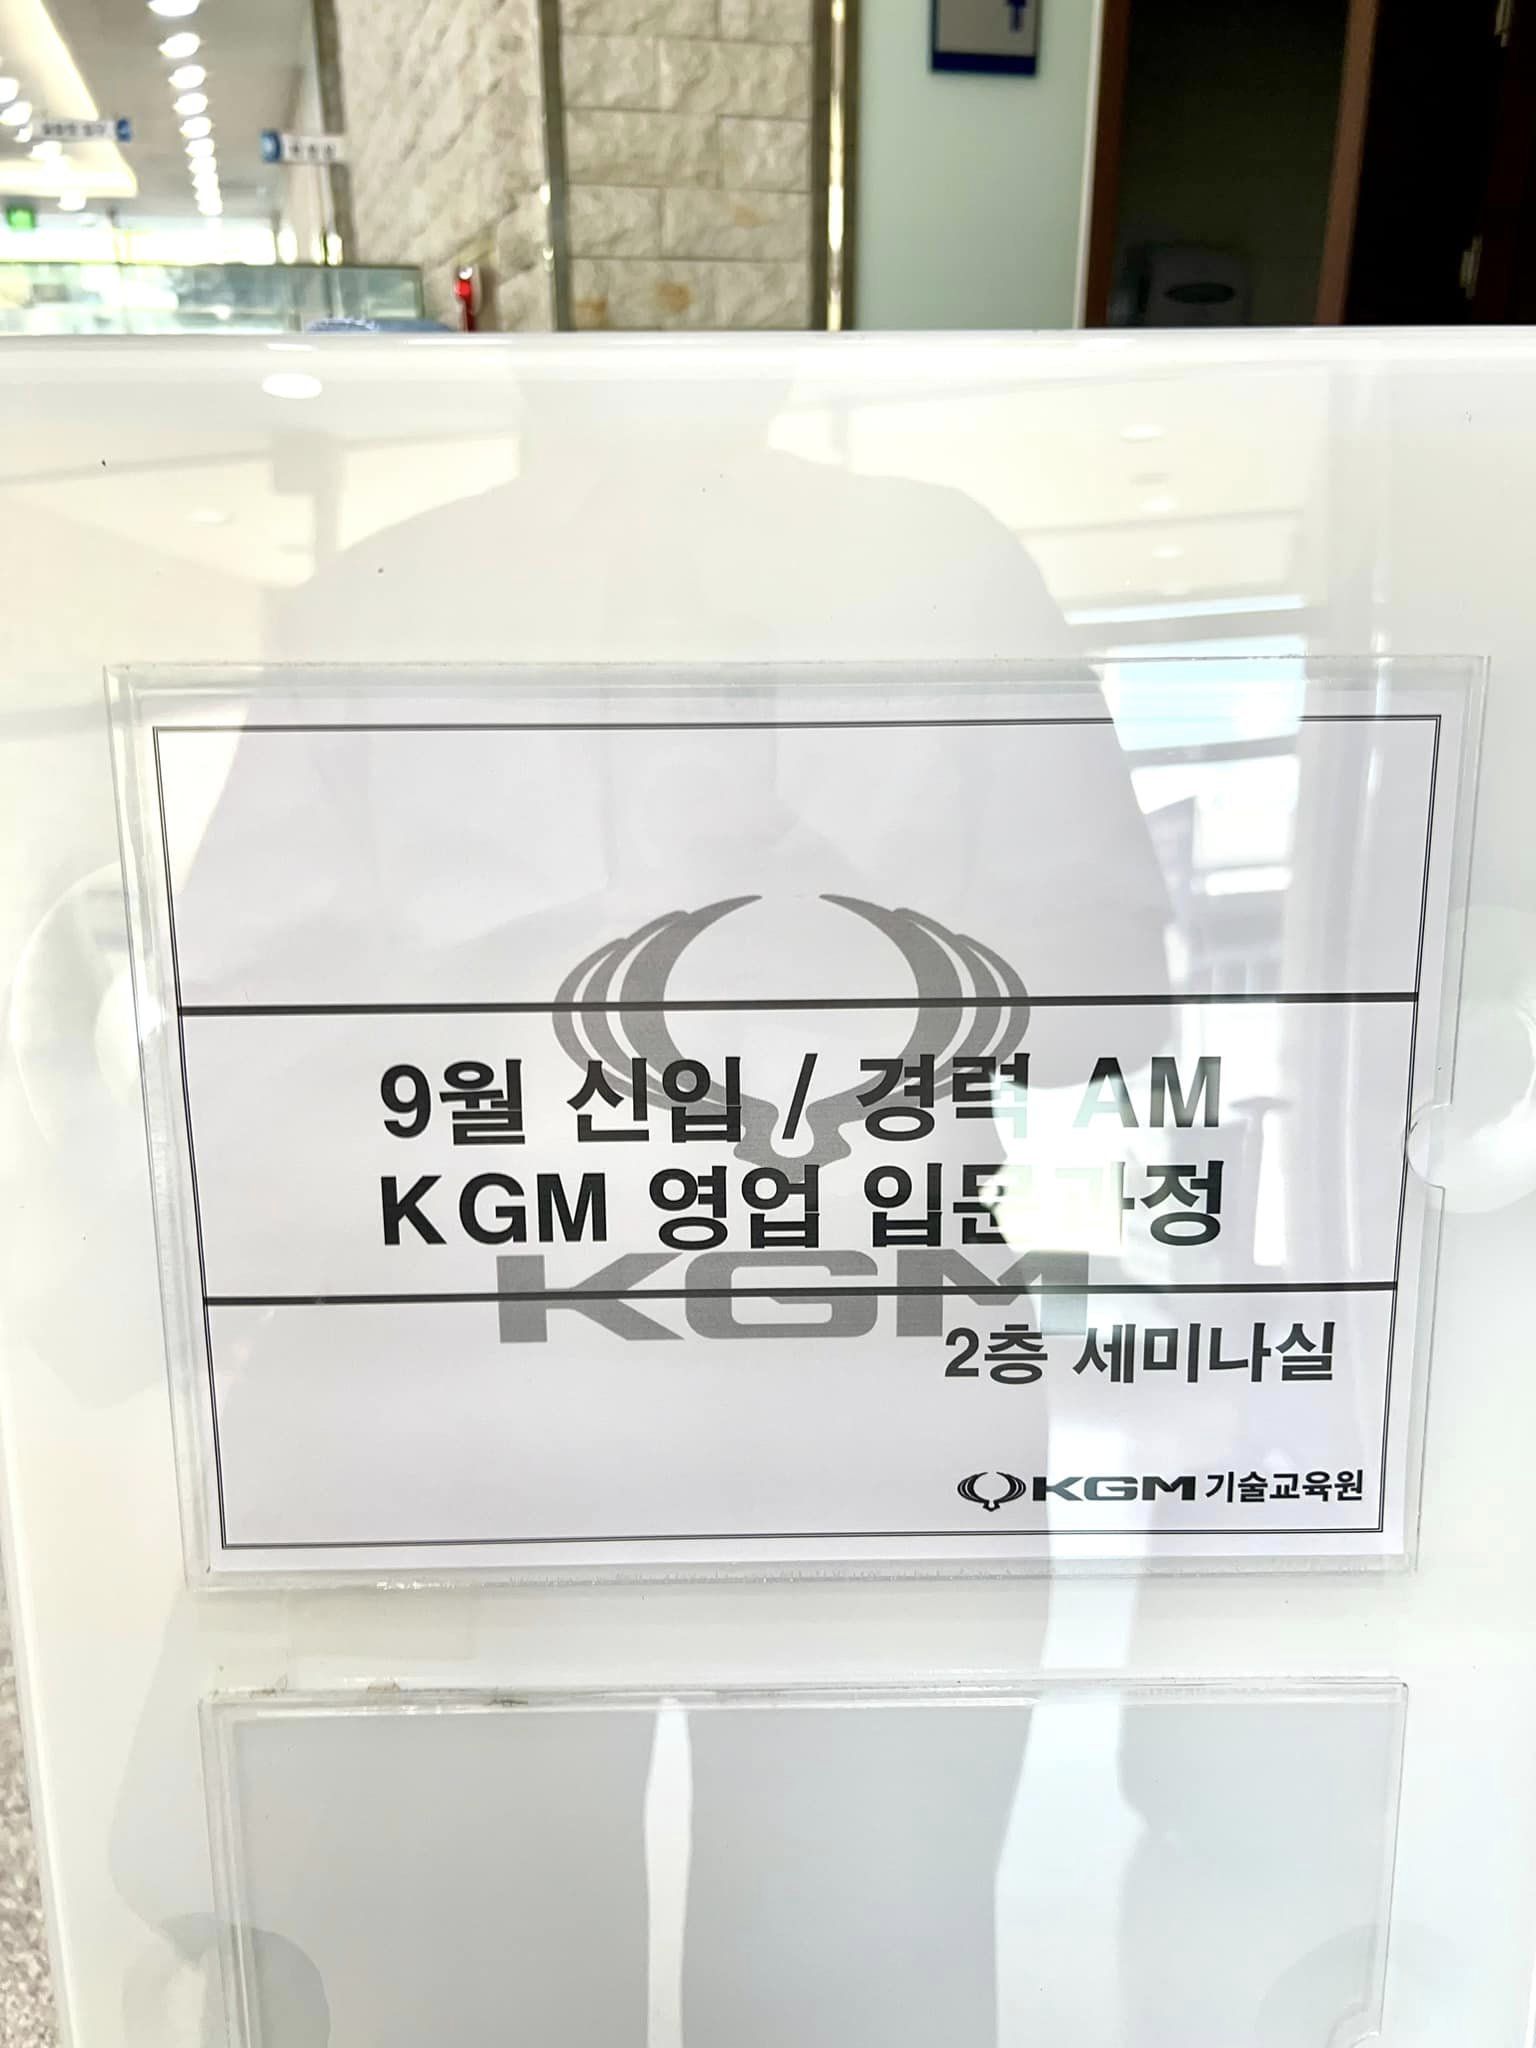 9월 신입 / 경력 AM
KGM 영업 입문과정
KGM
2층 세미나실
KGM 기술교육원